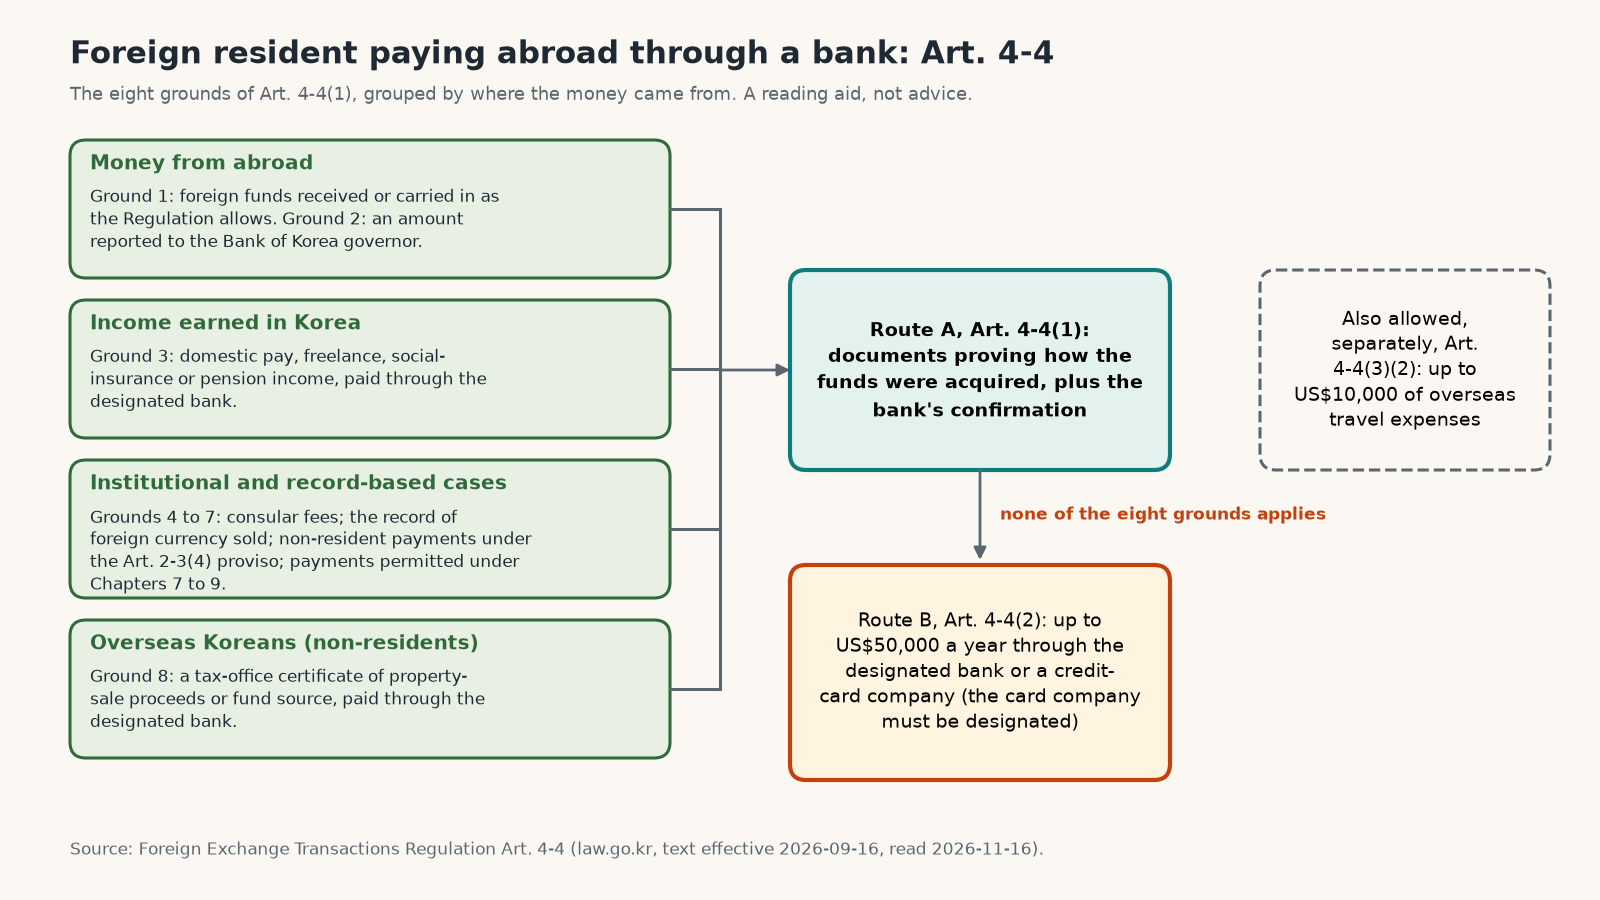 Foreign resident paying abroad through a bank: Art. 4-4
The eight grounds of Art. 4-4(1), grouped by where the money came from. A reading aid, not advice.
Money from abroad
Ground 1: foreign funds received or carried in as
the Regulation allows. Ground 2: an amount
reported to the Bank of Korea governor.
Income earned in Korea
Ground 3: domestic pay, freelance, social-
insurance or pension income, paid through the
designated bank.
Institutional and record-based cases
Grounds 4 to 7: consular fees; the record of
foreign currency sold; non-resident payments under
the Art. 2-3(4) proviso; payments permitted under
Chapters 7 to 9.
Overseas Koreans (non-residents)
Ground 8: a tax-office certificate of property-
sale proceeds or fund source, paid through the
designated bank.
Route A, Art. 4-4(1):
documents proving how the
funds were acquired, plus the
bank's confirmation
Also allowed,
separately, Art.
4-4(3)(2): up to
US$10,000 of overseas
travel expenses
none of the eight grounds applies
Route B, Art. 4-4(2): up to
US$50,000 a year through the
designated bank or a credit-
card company (the card company
must be designated)
Source: Foreign Exchange Transactions Regulation Art. 4-4 (law.go.kr, text effective 2026-09-16, read 2026-11-16).